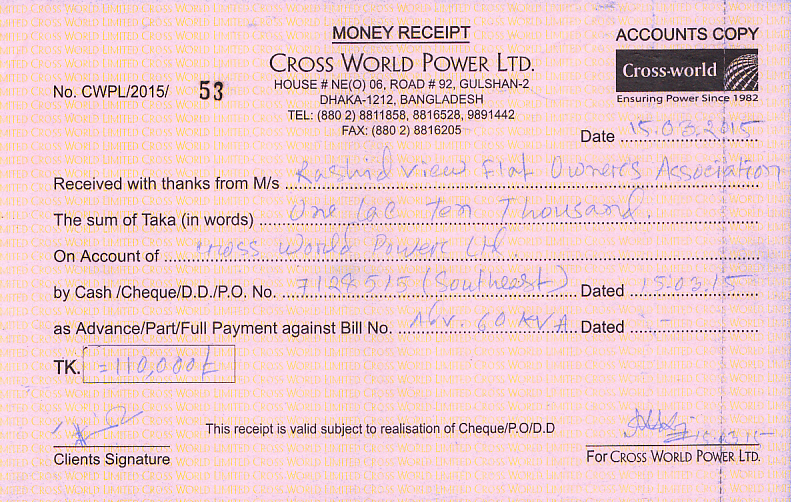 MONEY RECEIPT
ACCOUNTS COPY
CROSS WORLD POWER LTD.
Cross-world
Ensuring Power Since 1982
No. CWPL/2015/ 53
HOUSE # NE(O) 06, ROAD # 92, GULSHAN-2
DHAKA-1212, BANGLADESH
TEL: (880 2) 8811858, 8816528, 9891442
FAX: (880 2) 8816205
Date 15.03.2015
Received with thanks from M/s Rashid view Flat Owner's Association
The sum of Taka (in words) One Lac Ten Thousand.
On Account of Cross World Power Ltd.
by Cash /Cheque/D.D./P.O. No. 7128515 (Southeast) Dated 15.03.15
as Advance/Part/Full Payment against Bill No. Adv. 60 KVA Dated -
TK. =110,000/=
This receipt is valid subject to realisation of Cheque/P.O/D.D
15.03.15
Clients Signature
For CROSS WORLD POWER LTD.